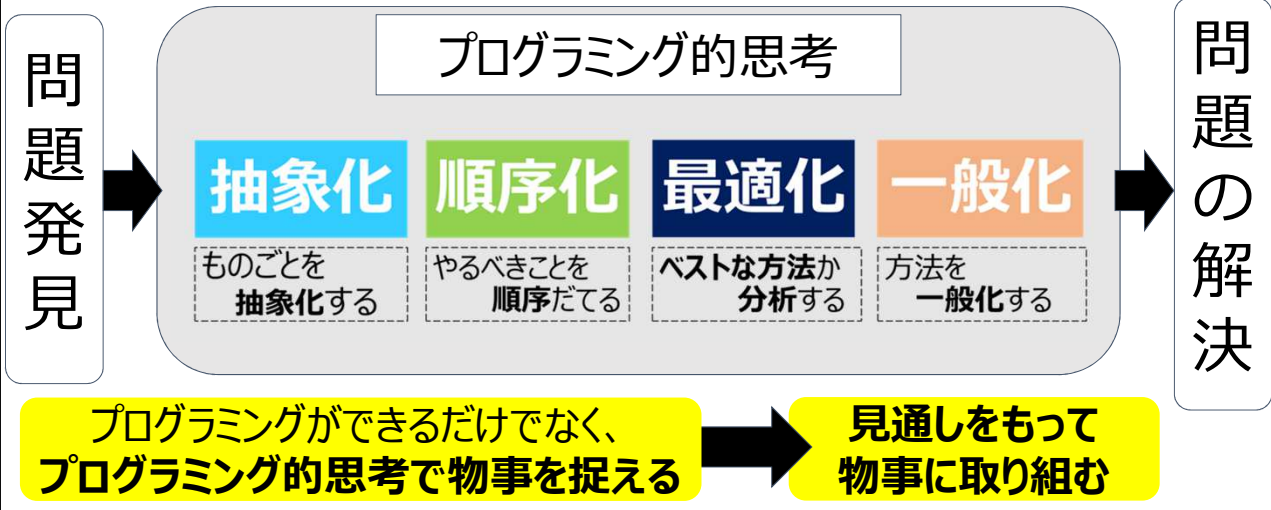 問題発見
プログラミング的思考
抽象化
ものごとを
抽象化する
順序化
やるべきことを
順序だてる
最適化
ベストな方法か
分析する
一般化
方法を
一般化する
問題の解決
プログラミングができるだけでなく、
プログラミング的思考で物事を捉える
見通しをもって
物事に取り組む